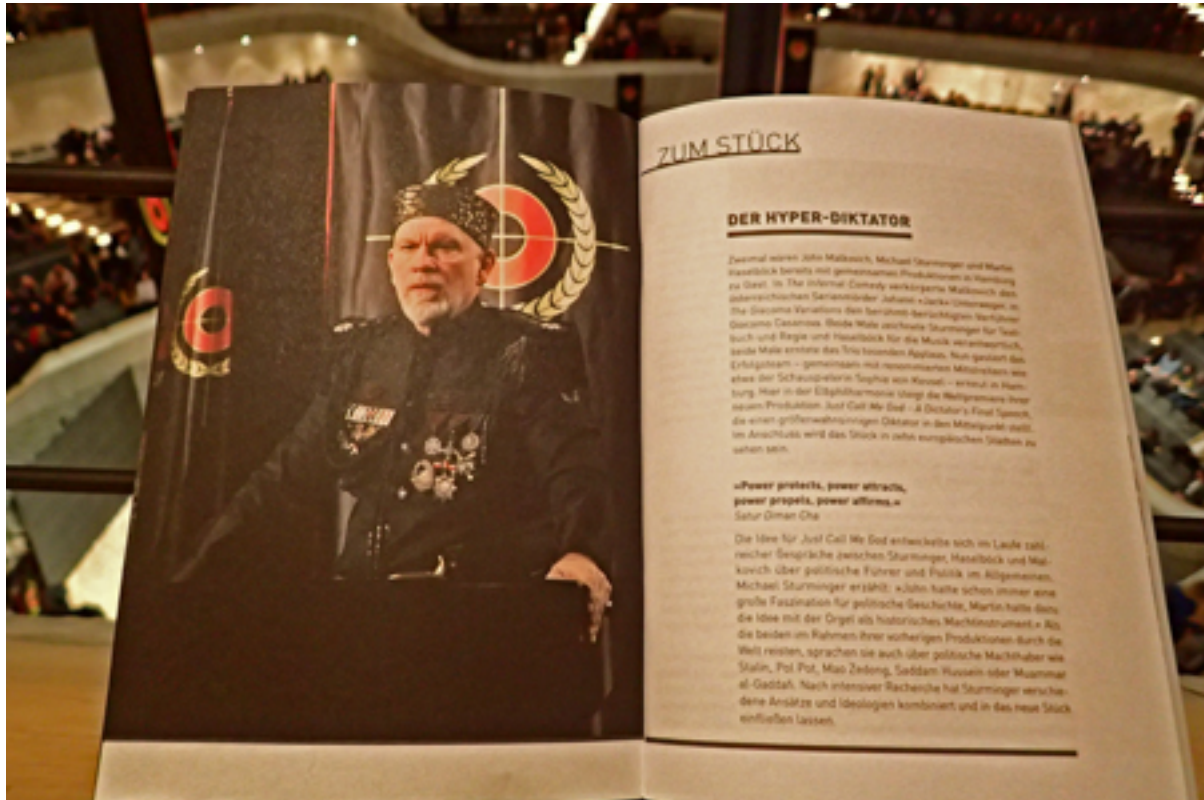 ZUM STÜCK
DER HYPER-DIKTATOR
Zweimal waren John Malkovich, Michael Sturminger und Martin
Haselböck bereits mit gemeinsamen Produktionen in Hamburg
zu Gast. In The Infernal Comedy verkörperte Malkovich den
österreichischen Serienmörder Johann »Jack« Unterweger, in
The Giacomo Variations den berühmt-berüchtigten Verführer
Giacomo Casanova. Beide Male zeichnete Sturminger für Text-
buch und Regie und Haselböck für die Musik verantwortlich,
beide Male erntete das Trio tosenden Applaus. Nun gastiert das
Erfolgsteam – gemeinsam mit renommierten Mitstreitern wie
etwa der Schauspielerin Sophie von Kessel – erneut in Ham-
burg. Hier in der Elbphilharmonie steigt die Weltpremiere ihrer
neuen Produktion Just Call Me God – A Dictator's Final Speech,
die einen größenwahnsinnigen Diktator in den Mittelpunkt stellt.
Im Anschluss wird das Stück in zehn europäischen Städten zu
sehen sein.
»Power protects, power attracts,
power propels, power affirms.«
Satur Diman Cha
Die Idee für Just Call Me God entwickelte sich im Laufe zahl-
reicher Gespräche zwischen Sturminger, Haselböck und Mal-
kovich über politische Führer und Politik im Allgemeinen.
Michael Sturminger erzählt: »John hatte schon immer eine
große Faszination für politische Geschichte, Martin hatte dann
die Idee mit der Orgel als historisches Machtinstrument.« Als
die beiden im Rahmen ihrer vorherigen Produktionen durch die
Welt reisten, sprachen sie auch über politische Machthaber wie
Stalin, Pol Pot, Mao Zedong, Saddam Hussein oder Muammar
al-Gaddafi. Nach intensiver Recherche hat Sturminger verschie-
dene Ansätze und Ideologien kombiniert und in das neue Stück
einfließen lassen.